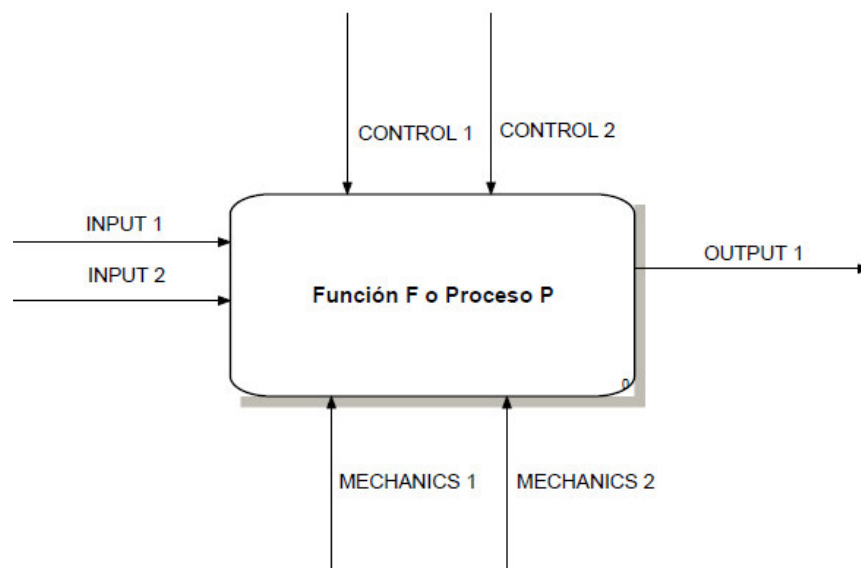 CONTROL 1
CONTROL 2
INPUT 1
INPUT 2
OUTPUT 1
Función F o Proceso P
0
MECHANICS 1
MECHANICS 2